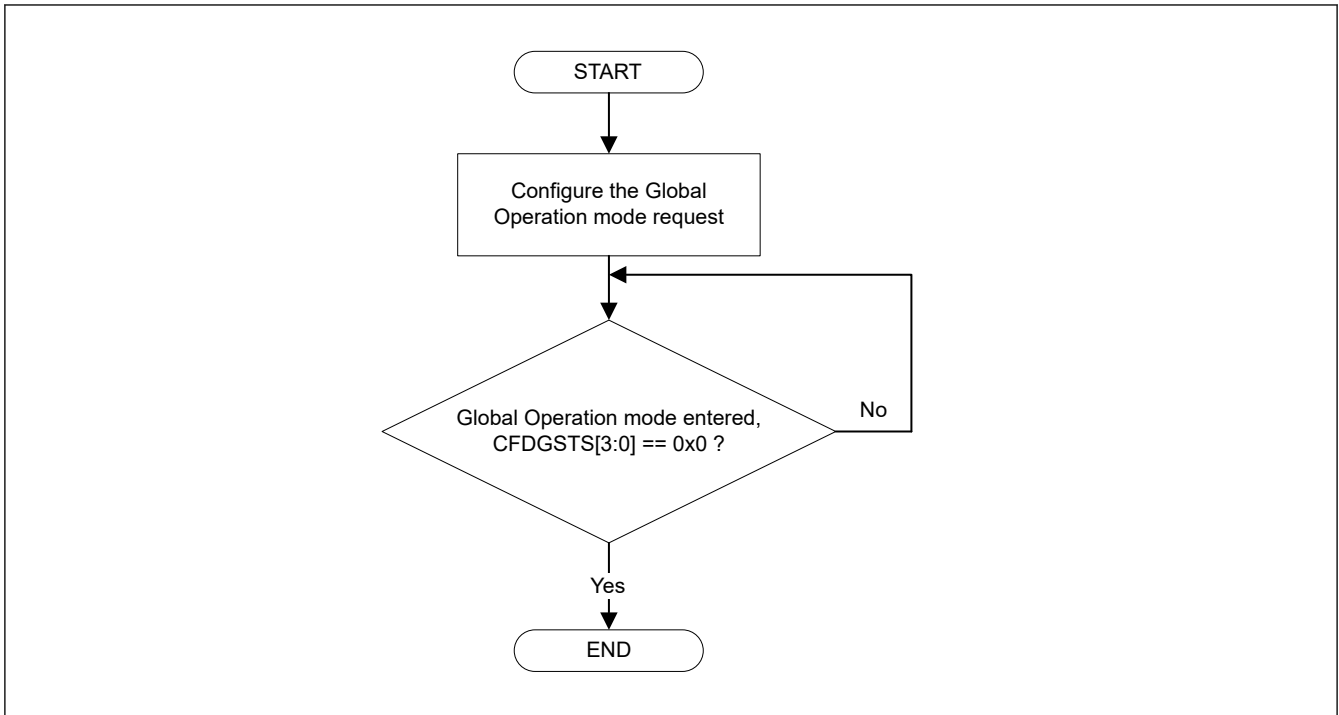 START
Configure the Global
Operation mode request
Global Operation mode entered,
CFDGSTS[3:0] == 0x0 ?
No
Yes
END